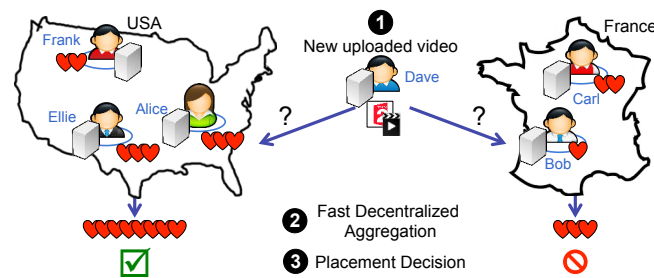 USA
Frank
Ellie
Alice
?
1
New uploaded video
Dave
?
France
Carl
Bob
2 Fast Decentralized
Aggregation
3 Placement Decision